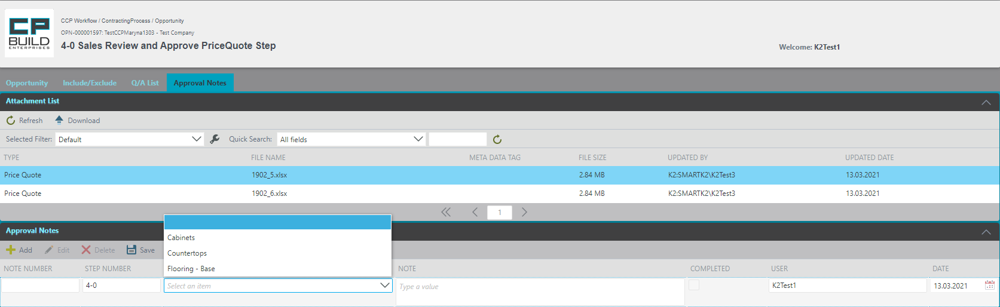 CP
BUILD
ENTERPRISES
CCP Workflow / ContractingProcess / Opportunity
OPN-000001597: TestCCPMaryna1303 - Test Company
4-0 Sales Review and Approve PriceQuote Step
Welcome: K2Test1
Opportunity Include/Exclude Q/A List Approval Notes
Attachment List
Refresh Download
Selected Filter: Default Quick Search: All fields
TYPE FILE NAME META DATA TAG FILE SIZE UPDATED BY UPDATED DATE
Price Quote 1902_5.xlsx 2.84 MB K2:SMARTK2\K2Test3 13.03.2021
Price Quote 1902_6.xlsx 2.84 MB K2:SMARTK2\K2Test3 13.03.2021
1
Approval Notes
Cabinets
Add Edit Delete Save
Countertops
NOTE NUMBER STEP NUMBER Flooring - Base NOTE COMPLETED USER DATE
4-0 Select an item Type a value K2Test1 13.03.2021